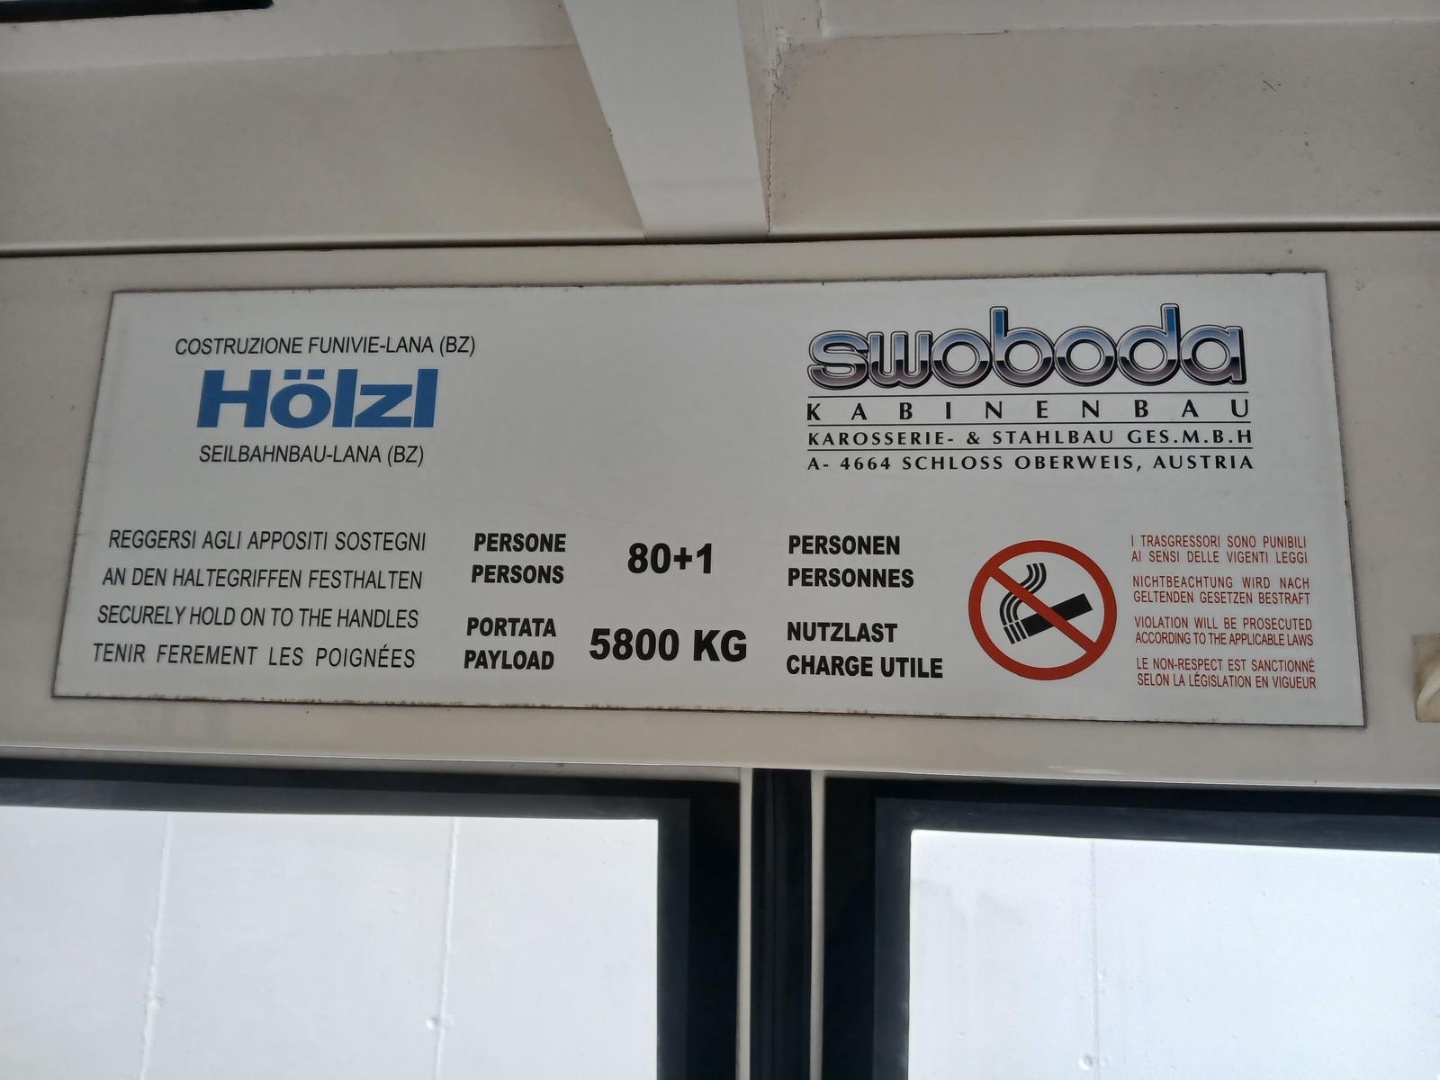 COSTRUZIONE FUNIVIE-LANA (BZ)
Hölzl
SEILBAHNBAU-LANA (BZ)
swoboda
KABINENBAU
KAROSSERIE- & STAHLBAU GES.M.B.H
A- 4664 SCHLOSS OBERWEIS, AUSTRIA
REGGERSI AGLI APPOSITI SOSTEGNI
AN DEN HALTEGRIFFEN FESTHALTEN
SECURELY HOLD ON TO THE HANDLES
TENIR FEREMENT LES POIGNÉES
PERSONE
PERSONS
80+1
PERSONEN
PERSONNES
PORTATA
PAYLOAD
5800 KG
NUTZLAST
CHARGE UTILE
I TRASGRESSORI SONO PUNIBILI
AI SENSI DELLE VIGENTI LEGGI
NICHTBEACHTUNG WIRD NACH
GELTENDEN GESETZEN BESTRAFT
VIOLATION WILL BE PROSECUTED
ACCORDING TO THE APPLICABLE LAWS
LE NON-RESPECT EST SANCTIONNÉ
SELON LA LÉGISLATION EN VIGUEUR